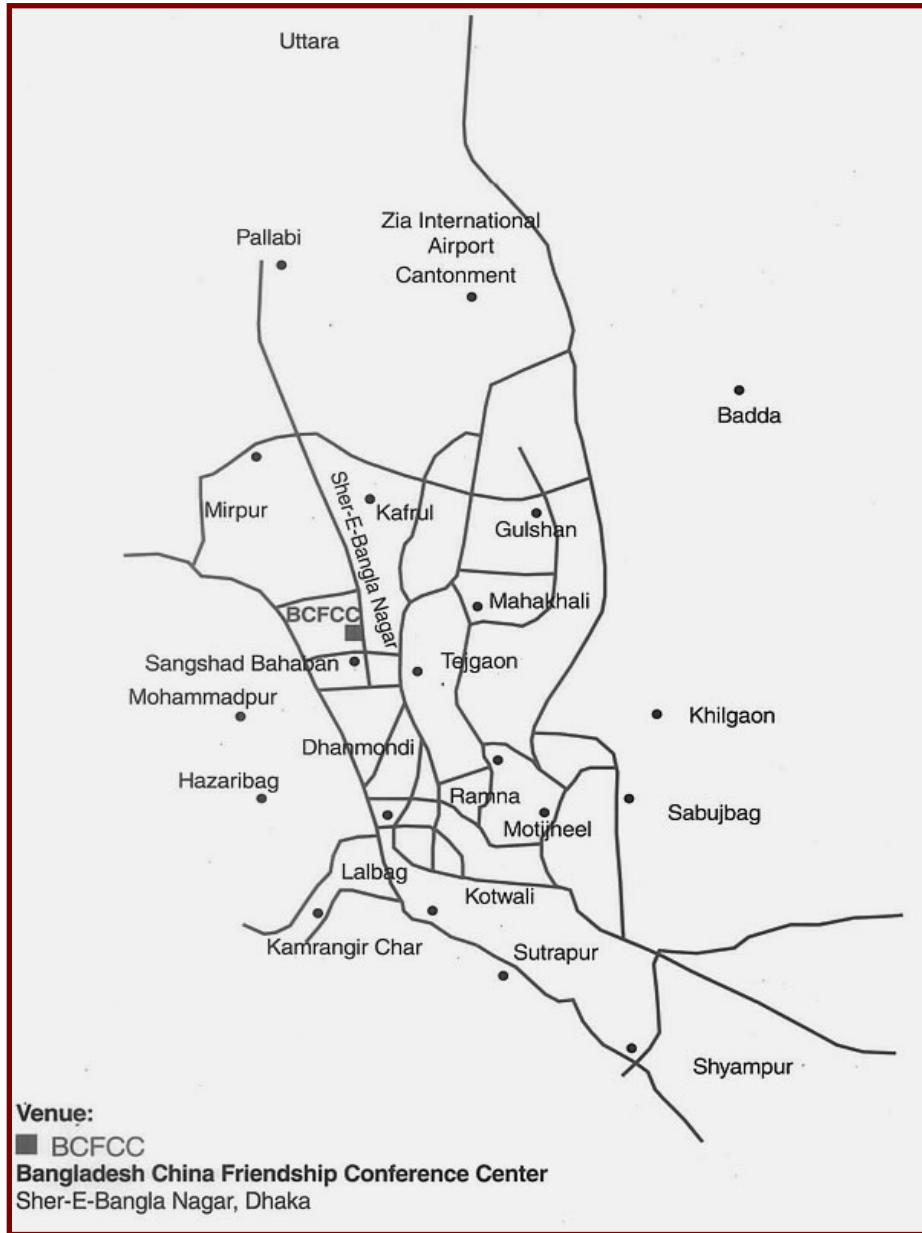 Uttara
Zia International
Airport
Pallabi
Cantonment
Badda
Sher-E-Bangla Nagar
Mirpur
Kafrul
Gulshan
BCFCC
Mahakhali
Sangshad Bahaban
Tejgaon
Mohammadpur
Khilgaon
Dhanmondi
Hazaribag
Ramna
Sabujbag
Motijheel
Lalbag
Kotwali
Kamrangir Char
Sutrapur
Shyampur
Venue:
BCFCC
Bangladesh China Friendship Conference Center
Sher-E-Bangla Nagar, Dhaka